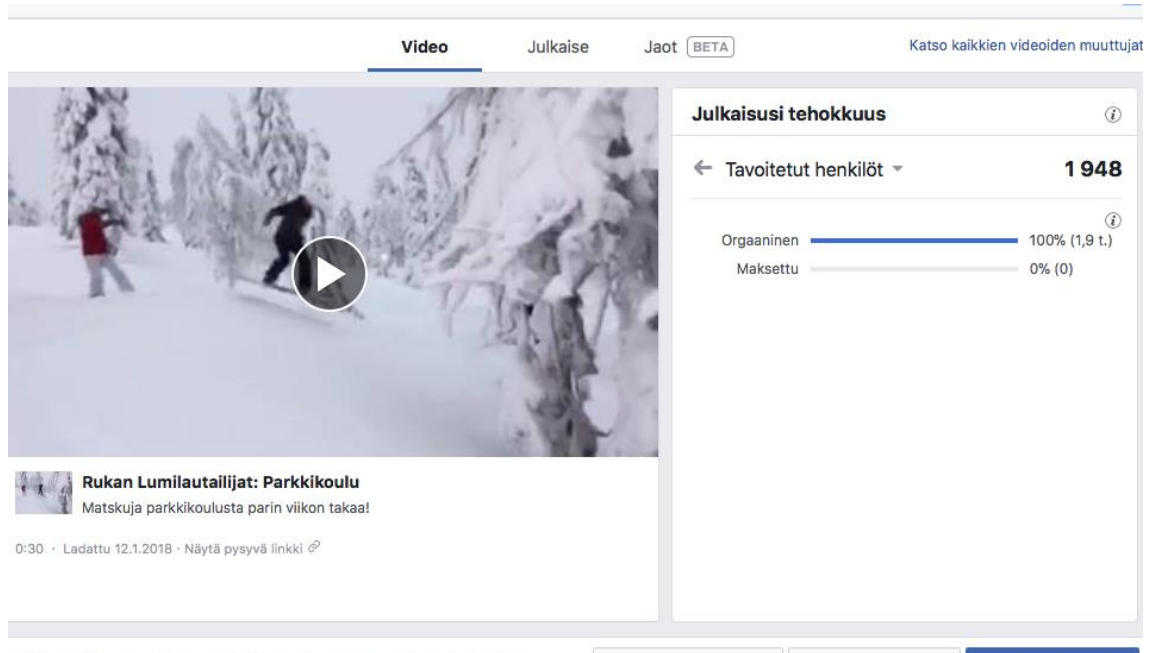 Video Julkaise Jaot BETA Katso kaikkien videoiden muuttujat
Julkaisusi tehokkuus
Tavoitetut henkilöt 1 948
Orgaaninen 100% (1,9 t.)
Maksettu 0% (0)
Rukan Lumilautailijat: Parkkikoulu
Matskuja parkkikoulusta parin viikon takaa!
0:30 · Ladattu 12.1.2018 · Näytä pysyvä linkki